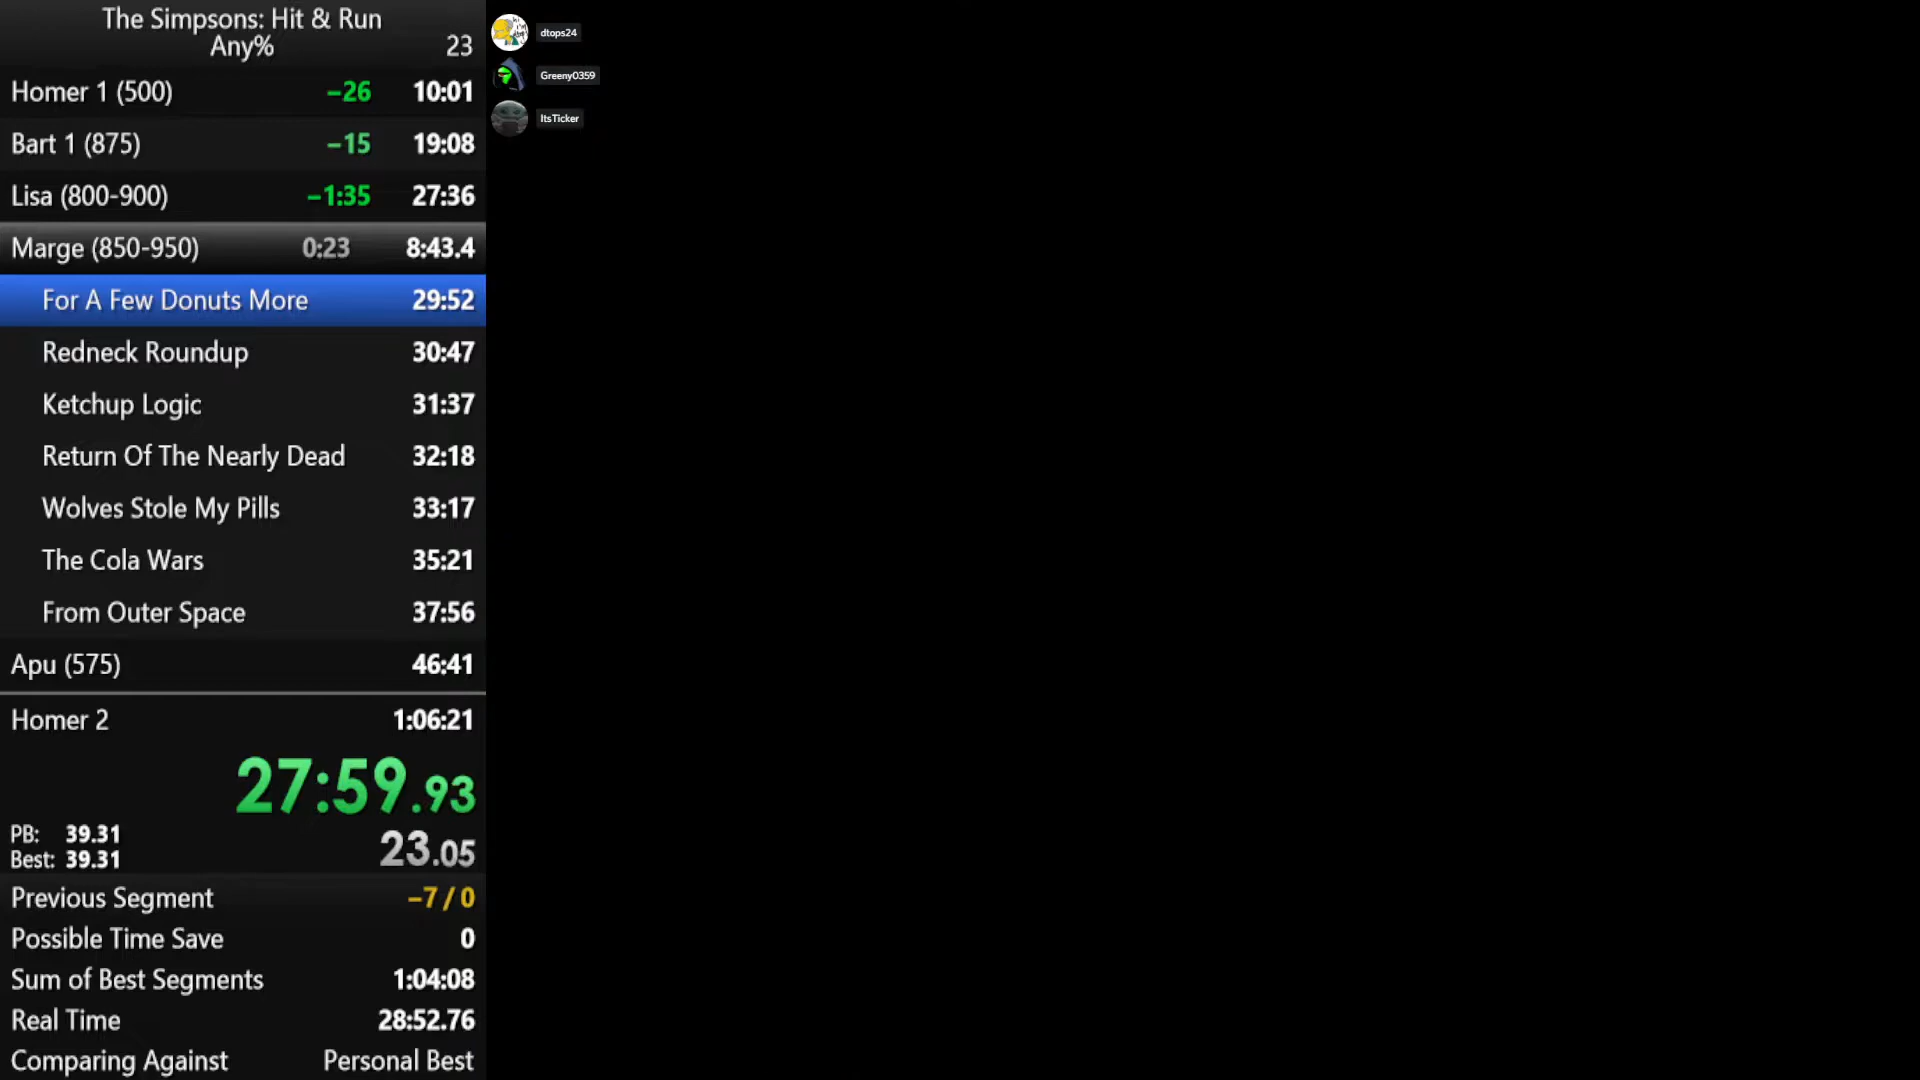 The Simpsons: Hit & Run
Any% 23
Homer 1 (500) −26 10:01
Bart 1 (875) −15 19:08
Lisa (800-900) −1:35 27:36
Marge (850-950) 0:23 8:43.4
For A Few Donuts More 29:52
Redneck Roundup 30:47
Ketchup Logic 31:37
Return Of The Nearly Dead 32:18
Wolves Stole My Pills 33:17
The Cola Wars 35:21
From Outer Space 37:56
Apu (575) 46:41
Homer 2 1:06:21
27:59.93
PB: 39.31
Best: 39.31
23.05
Previous Segment −7 / 0
Possible Time Save 0
Sum of Best Segments 1:04:08
Real Time 28:52.76
Comparing Against Personal Best
dtops24
Greeny0359
ItsTicker